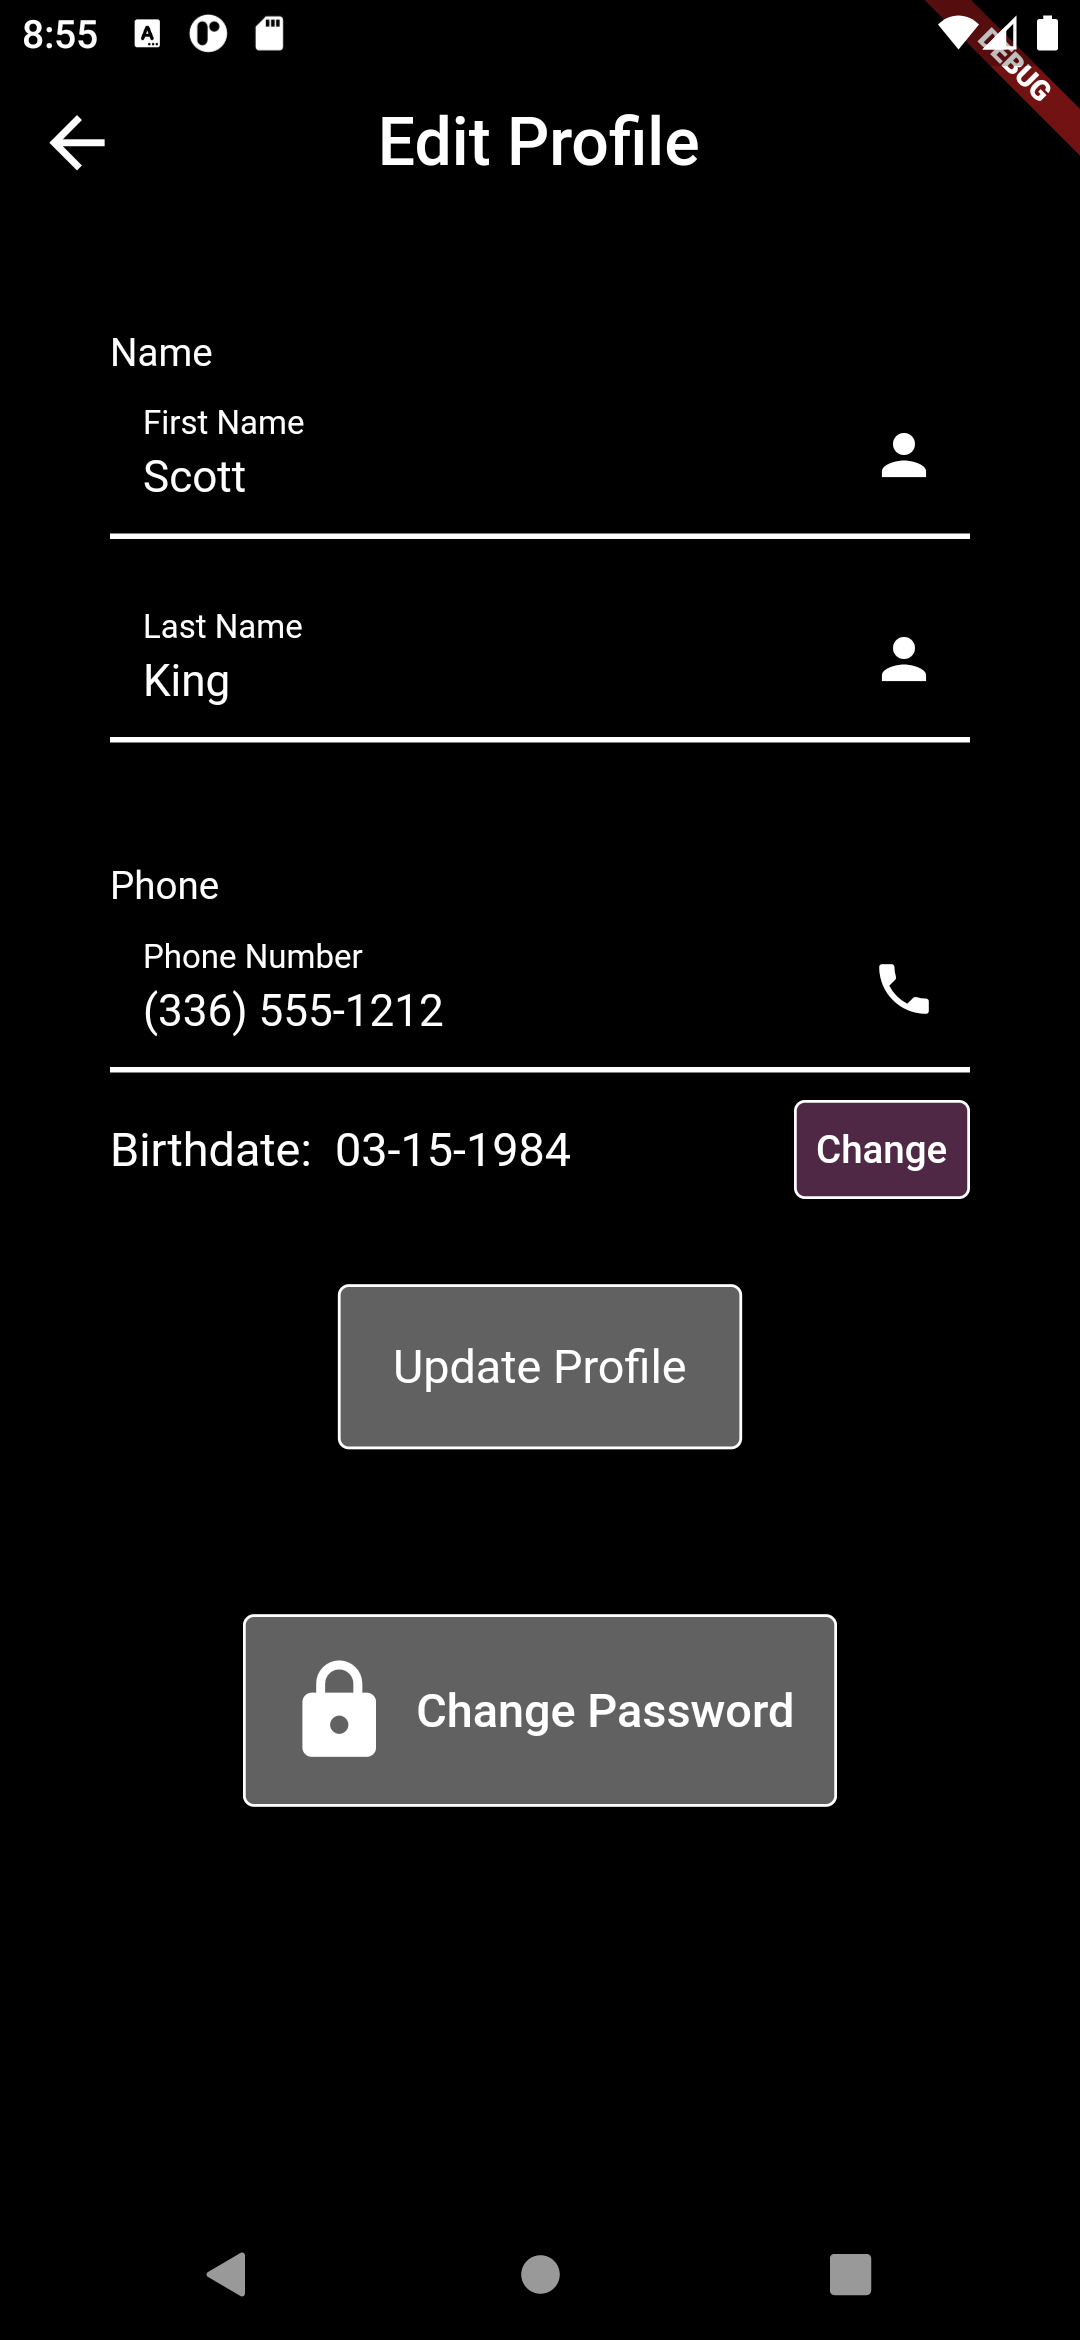 8:55
DEBUG
Edit Profile
Name
First Name
Scott
Last Name
King
Phone
Phone Number
(336) 555-1212
Birthdate: 03-15-1984
Change
Update Profile
Change Password